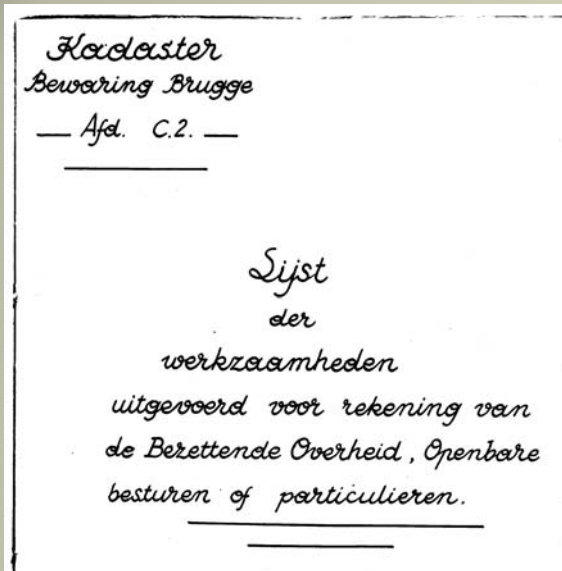 Kadaster
Bewaring Brugge
— Afd. C.2. —
Lijst
der
werkzaamheden
uitgevoerd voor rekening van
de Bezettende Overheid, Openbare
besturen of particulieren.